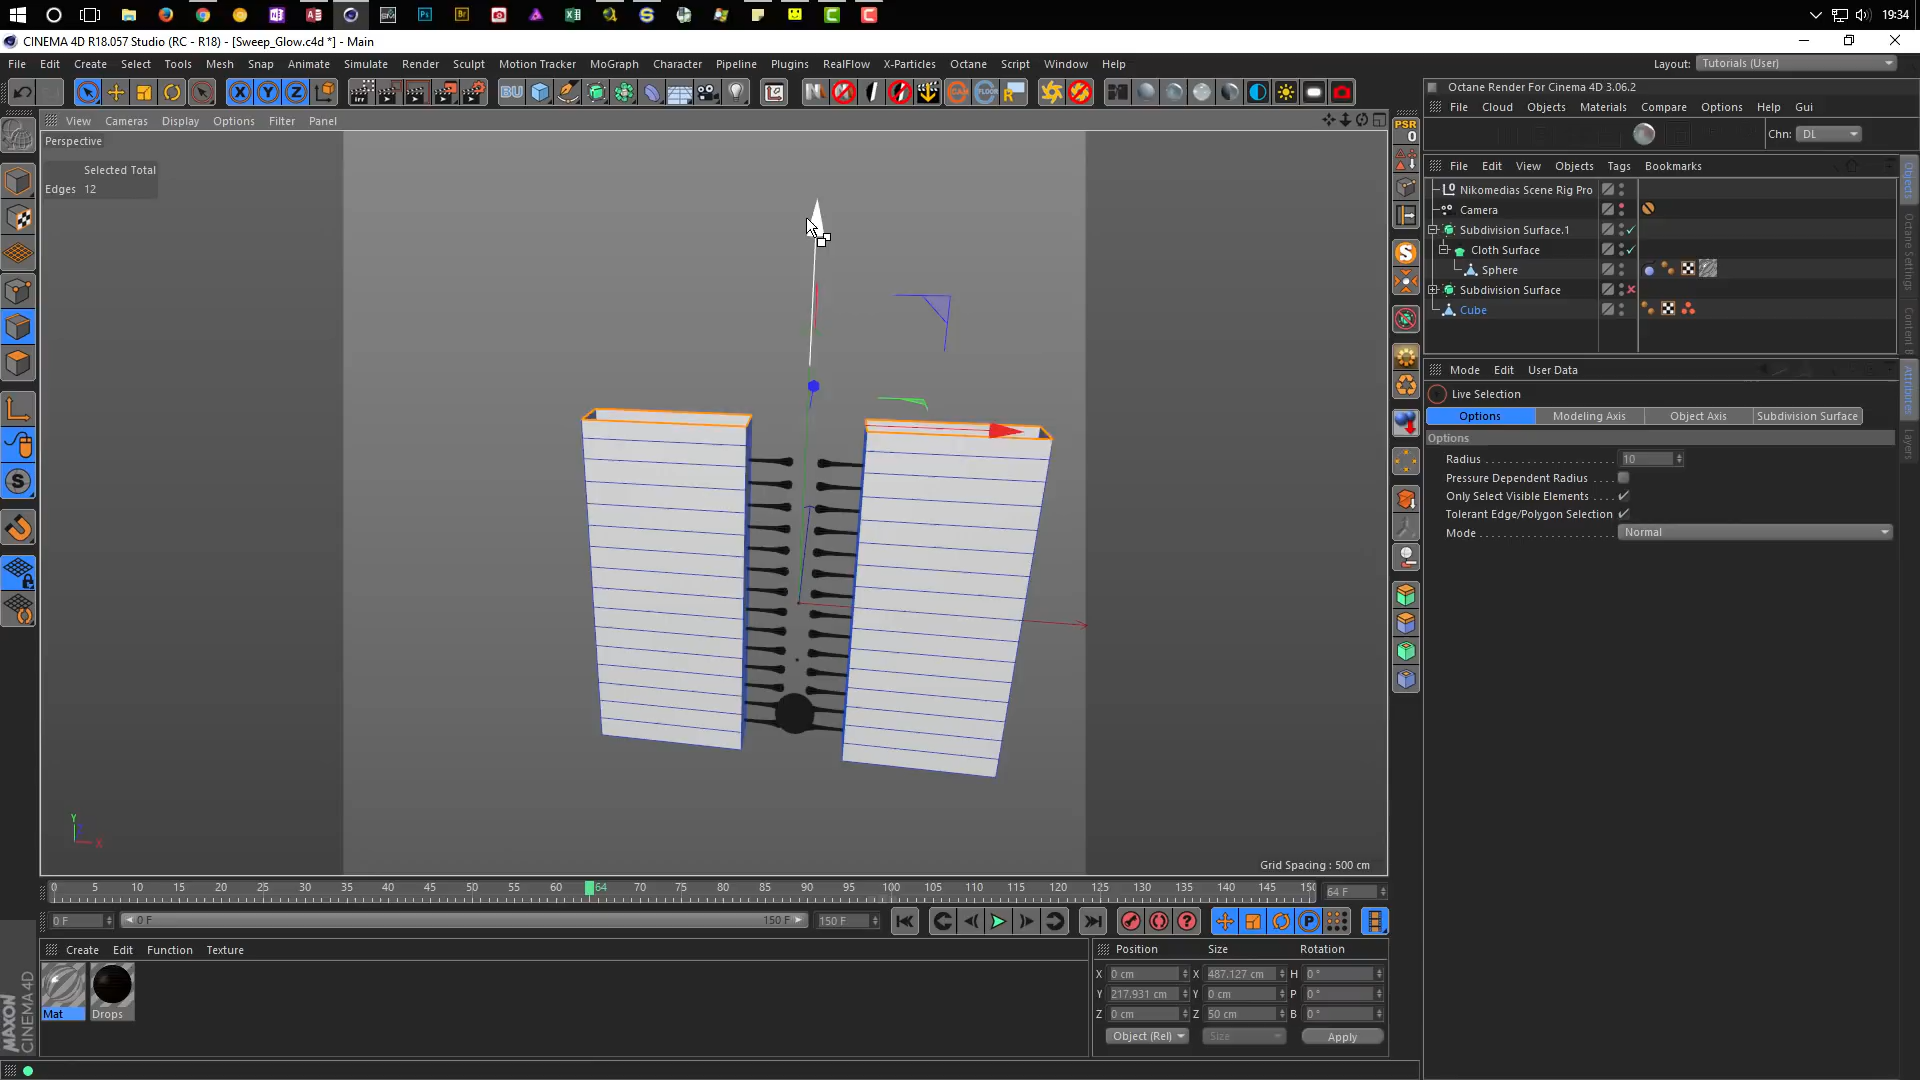 19:34
CINEMA 4D R18.057 Studio (RC - R18) - [Sweep_Glow.c4d *] - Main
File Edit Create Select Tools Mesh Snap Animate Simulate Render Sculpt Motion Tracker MoGraph Character Pipeline Plugins RealFlow X-Particles Octane Script Window Help
Layout: Tutorials (User)
Octane Render For Cinema 4D 3.06.2
File Cloud Objects Materials Compare Options Help Gui
Chn: DL
View Cameras Display Options Filter Panel
Perspective
Selected Total
Edges 12
PSR
0
File Edit View Objects Tags Bookmarks
Nikomedias Scene Rig Pro
Camera
Subdivision Surface.1
Cloth Surface
Sphere
Subdivision Surface
Cube
Objects
Octane Settings
Content B
Attributes
Layers
Mode Edit User Data
Live Selection
Options Modeling Axis Object Axis Subdivision Surface
Options
Radius 10
Pressure Dependent Radius
Only Select Visible Elements
Tolerant Edge/Polygon Selection
Mode Normal
Y
X
Grid Spacing : 500 cm
0 5 10 15 20 25 30 35 40 45 50 55 60 64 70 75 80 85 90 95 100 105 110 115 120 125 130 135 140 145 150
64 F
0 F 0 F 150 F 150 F
Create Edit Function Texture
Mat Drops
MAXON
CINEMA 4D
Position Size Rotation
X 0 cm X 487.127 cm H 0 °
Y 217.931 cm Y 0 cm P 0 °
Z 0 cm Z 50 cm B 0 °
Object (Rel) Size Apply